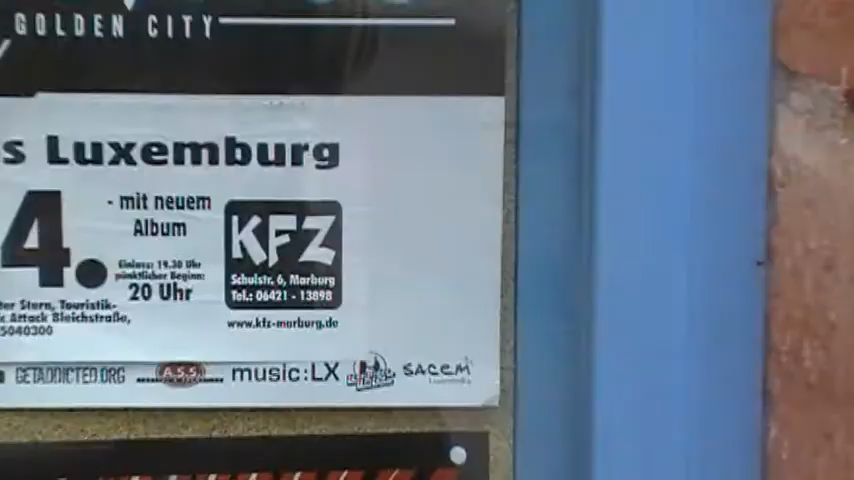 GOLDEN CITY
s Luxemburg
4.
- mit neuem
Album
Einlass: 19.30 Uhr
pünktlicher Beginn:
20 Uhr
KFZ
Schulstr. 6, Marburg
Tel.: 06421 - 13898
www.kfz-marburg.de
ter Stern, Touristik-
k Attack Bleichstraße,
5040300
GETADDICTED.ORG
A.S.S.
music:LX
SACEM
Luxembourg